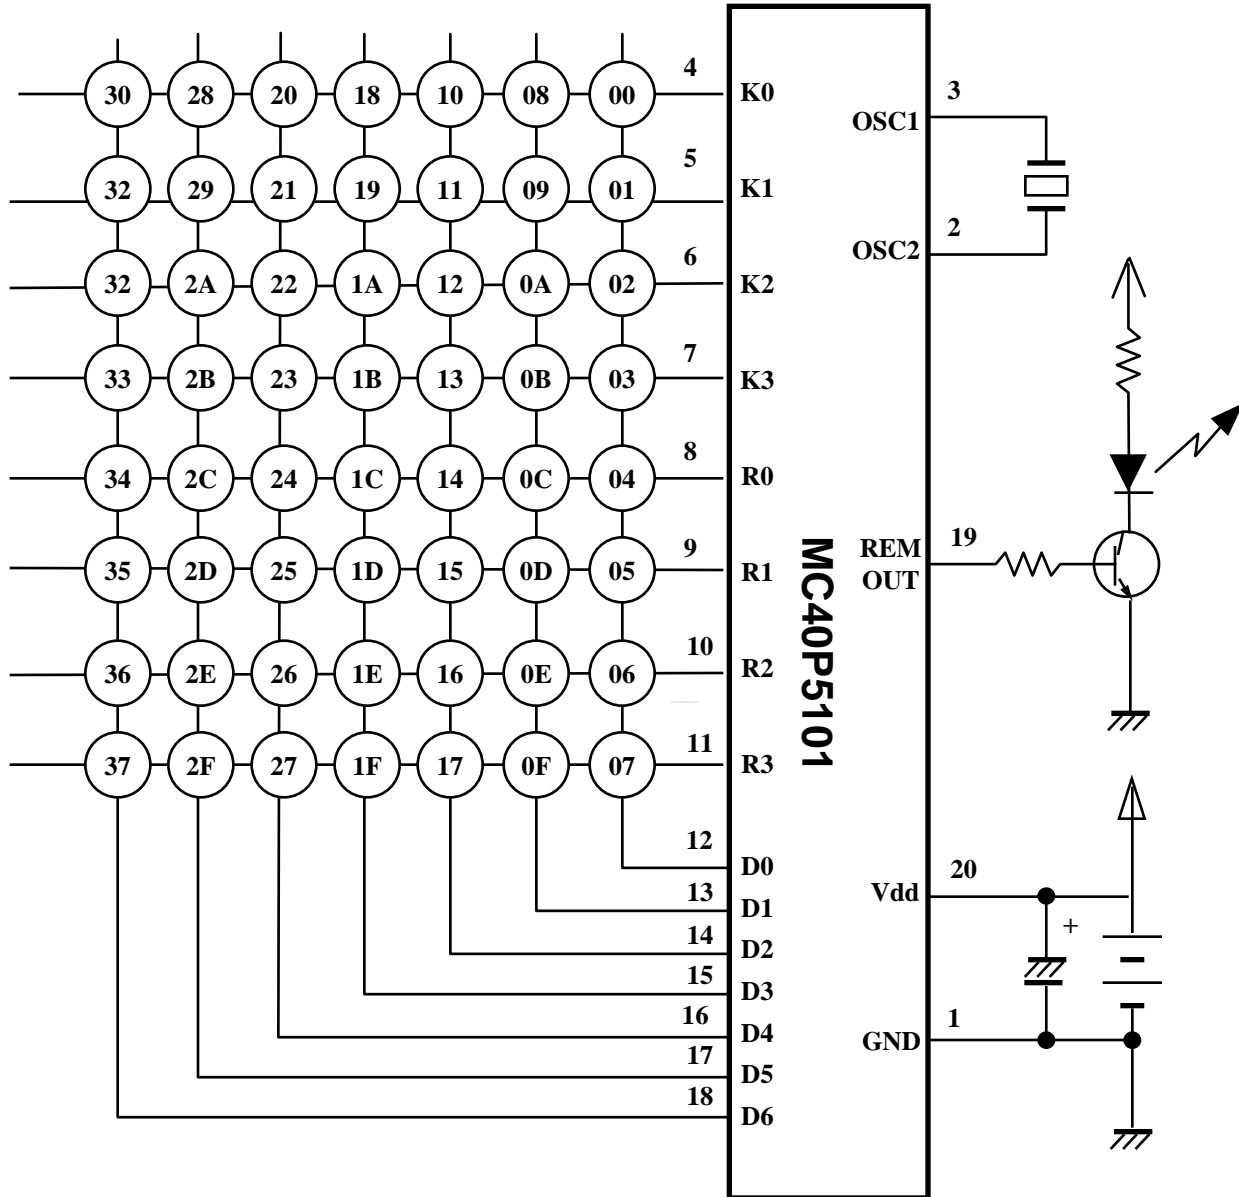 4
30 28 20 18 10 08 00 K0
3
OSC1
5
32 29 21 19 11 09 01 K1
2
OSC2
6
32 2A 22 1A 12 0A 02 K2
7
33 2B 23 1B 13 0B 03 K3
8
34 2C 24 1C 14 0C 04 R0
9
35 2D 25 1D 15 0D 05 R1
19
REM
OUT
MC40P5101
10
36 2E 26 1E 16 0E 06 R2
11
37 2F 27 1F 17 0F 07 R3
12
D0
13
D1
14
D2
15
D3
16
D4
17
D5
18
D6
20
Vdd
+
1
GND